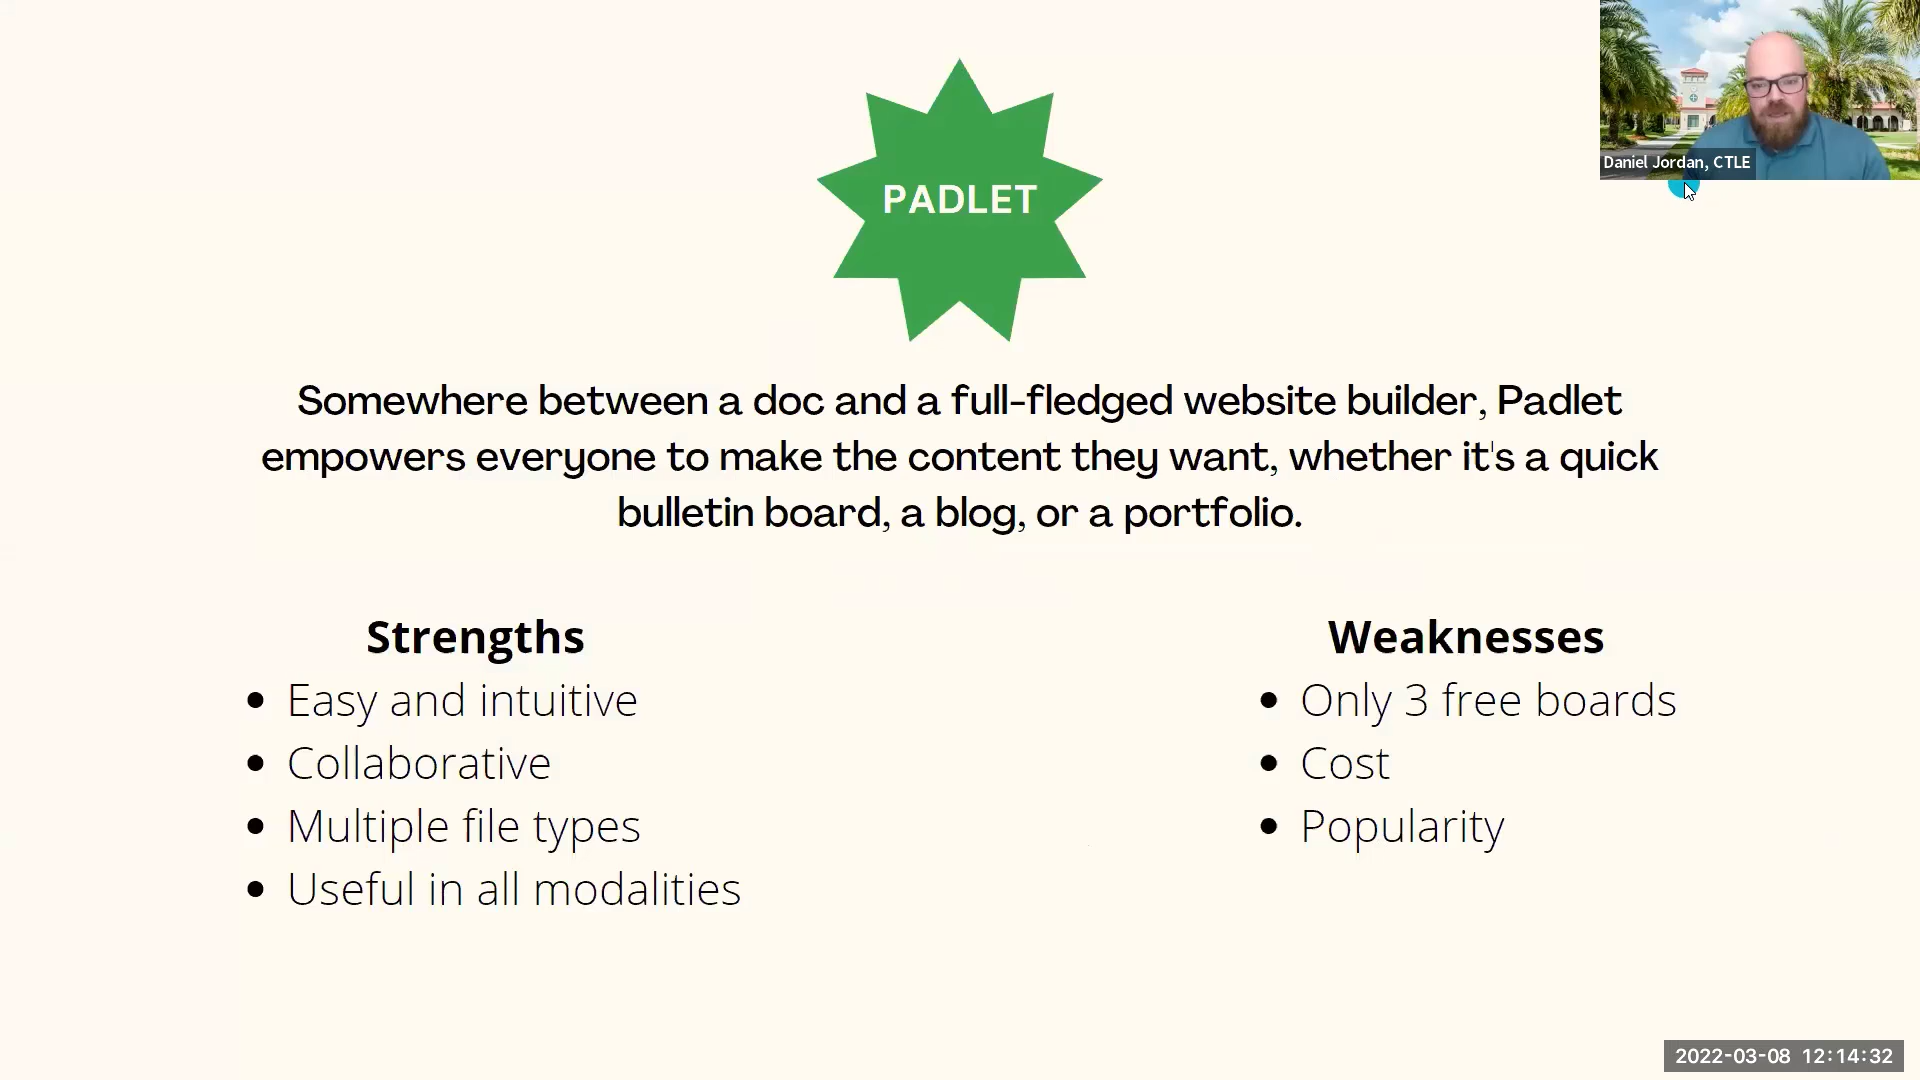 Daniel Jordan, CTLE
PADLET
Somewhere between a doc and a full-fledged website builder, Padlet
empowers everyone to make the content they want, whether it's a quick
bulletin board, a blog, or a portfolio.
Strengths
• Easy and intuitive
• Collaborative
• Multiple file types
• Useful in all modalities
Weaknesses
• Only 3 free boards
• Cost
• Popularity
2022-03-08 12:14:32